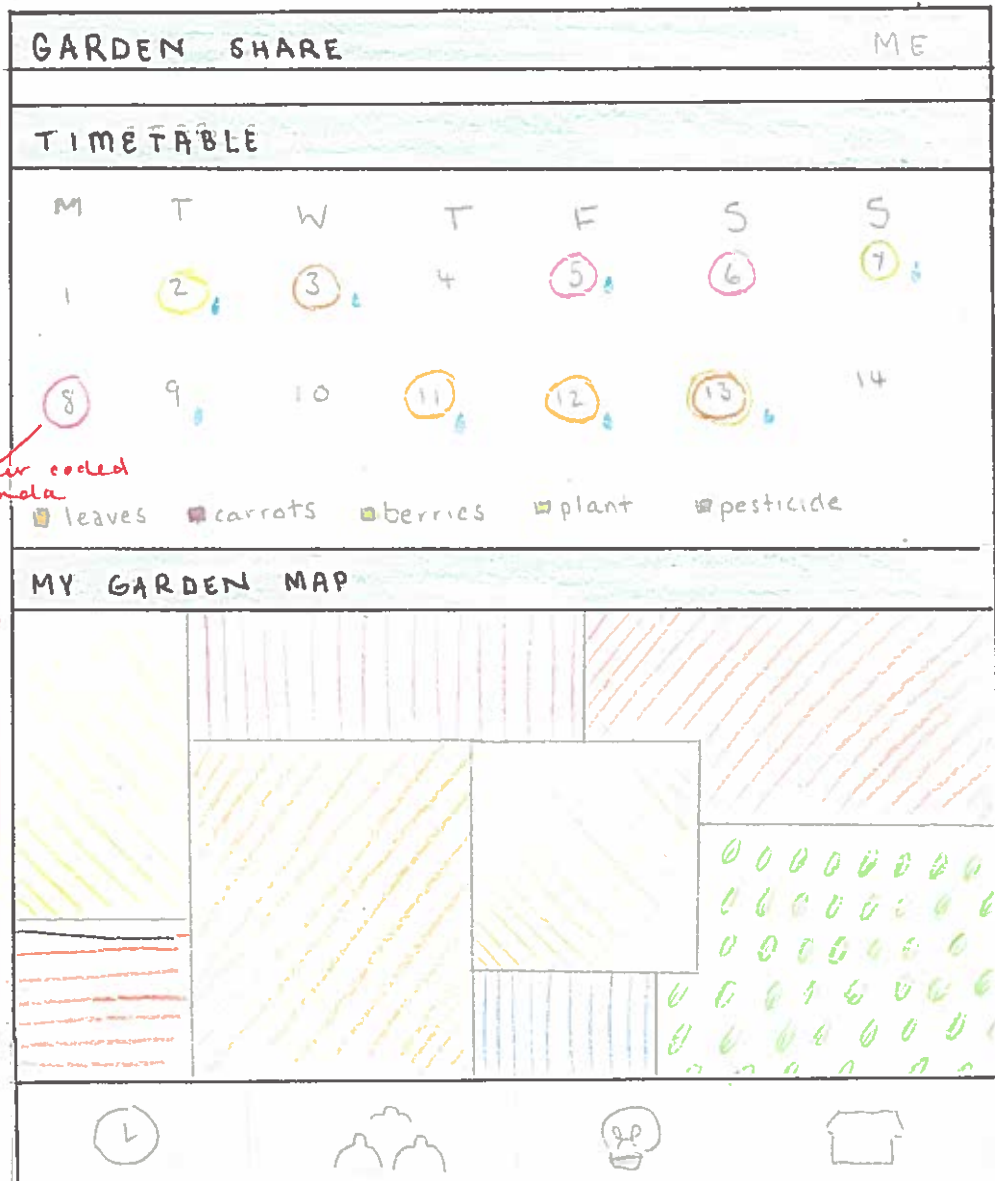 GARDEN SHARE ME
TIMETABLE
M T W T F S S
1 2 3 4 5 6 7
8 9 10 11 12 13 14
coded
leaves carrots berries plant pesticide
MY GARDEN MAP